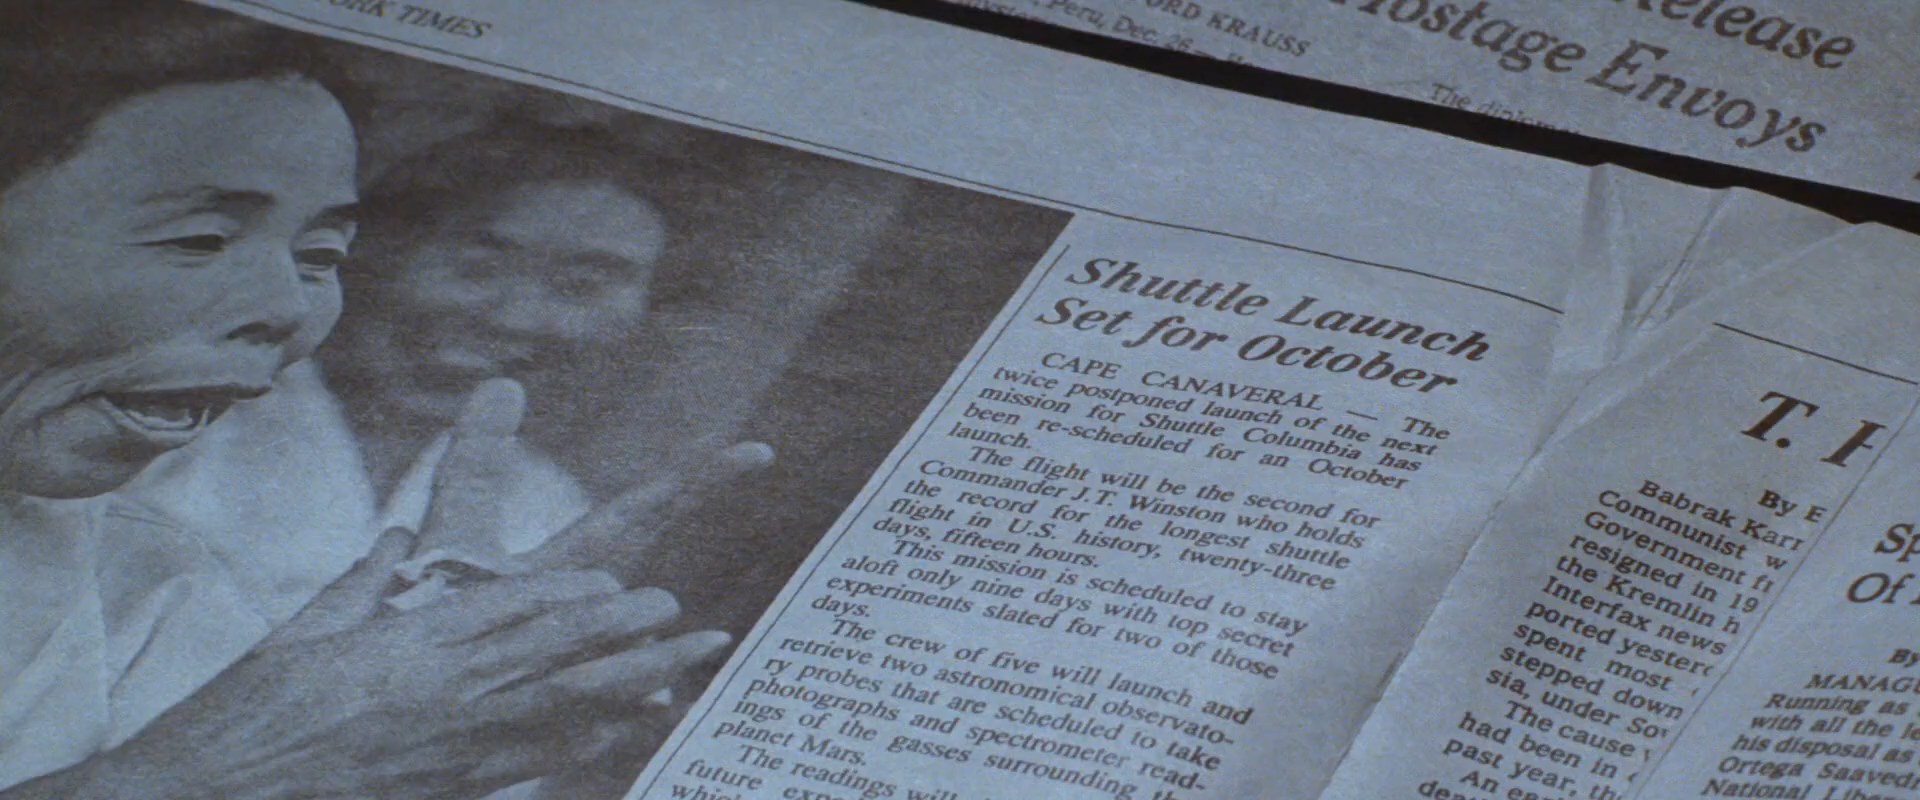 YORK TIMES
Peru, Dec. 26 —
KRAUSS
Release
Hostage Envoys
The
Shuttle Launch
Set for October
CAPE CANAVERAL — The
twice postponed launch of the next
mission for Shuttle Columbia has
been re-scheduled for an October
launch.
The flight will be the second for
Commander J.T. Winston who holds
the record for the longest shuttle
flight in U.S. history, twenty-three
days, fifteen hours.
This mission is scheduled to stay
aloft only nine days with top secret
experiments slated for two of those
days.
The crew of five will launch and
retrieve two astronomical observato-
ry probes that are scheduled to take
photographs and spectrometer read-
ings of the gasses surrounding the
planet Mars.
The readings will
future
T.
By E
Babrak Karr
Communist w
Government fr
resigned in 19
the Kremlin h
Interfax news
ported yester
spent most
stepped down
sia, under Sov
The cause
had been in
past year, th
An
Sp
Of
By
MANAGU
Running as
with all the
his disposal as
Ortega Saaved
National